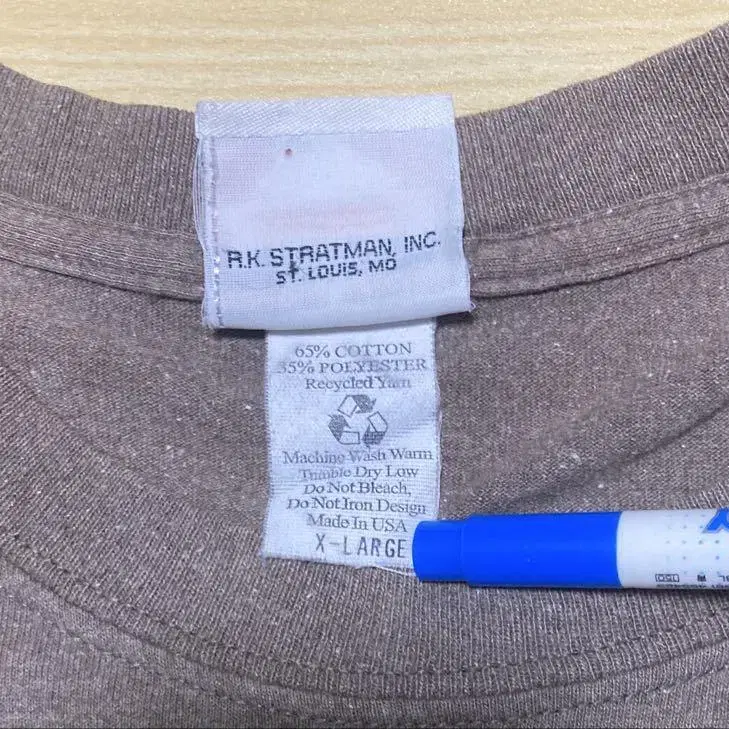 R.K. STRATMAN, INC.
ST. LOUIS, MO
65% COTTON
35% POLYESTER
Recycled Yarn
Machine Wash Warm
Tumble Dry Low
Do Not Bleach,
Do Not Iron Design
Made In USA
X-LARGE